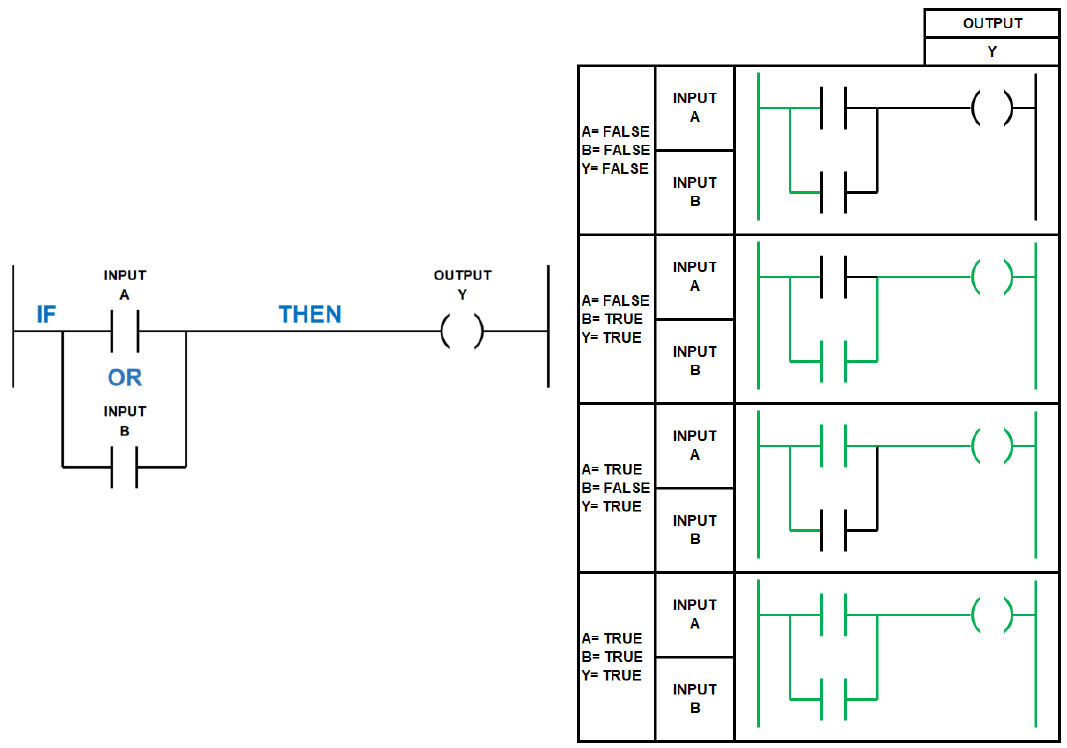 OUTPUT
Y
INPUT
A
IF
THEN
OUTPUT
Y
OR
INPUT
B
A= FALSE
B= FALSE
Y= FALSE
INPUT
A
INPUT
B
A= FALSE
B= TRUE
Y= TRUE
INPUT
A
INPUT
B
A= TRUE
B= FALSE
Y= TRUE
INPUT
A
INPUT
B
A= TRUE
B= TRUE
Y= TRUE
INPUT
A
INPUT
B